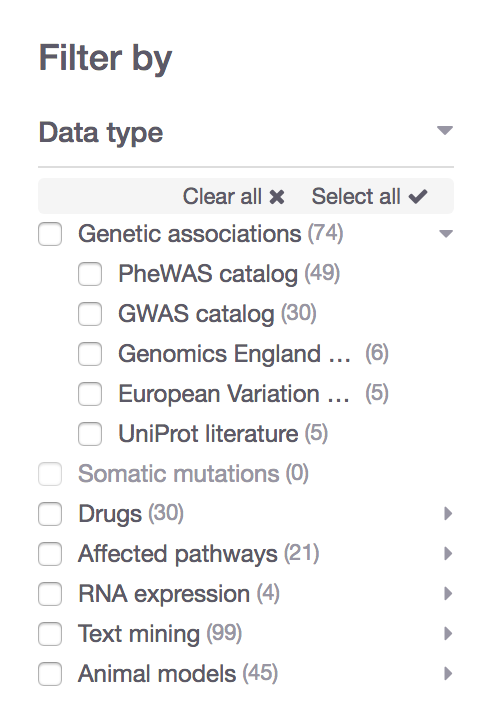 Filter by
Data type
Clear all ✖ Select all ✔
Genetic associations (74)
PheWAS catalog (49)
GWAS catalog (30)
Genomics England ... (6)
European Variation ... (5)
UniProt literature (5)
Somatic mutations (0)
Drugs (30)
Affected pathways (21)
RNA expression (4)
Text mining (99)
Animal models (45)